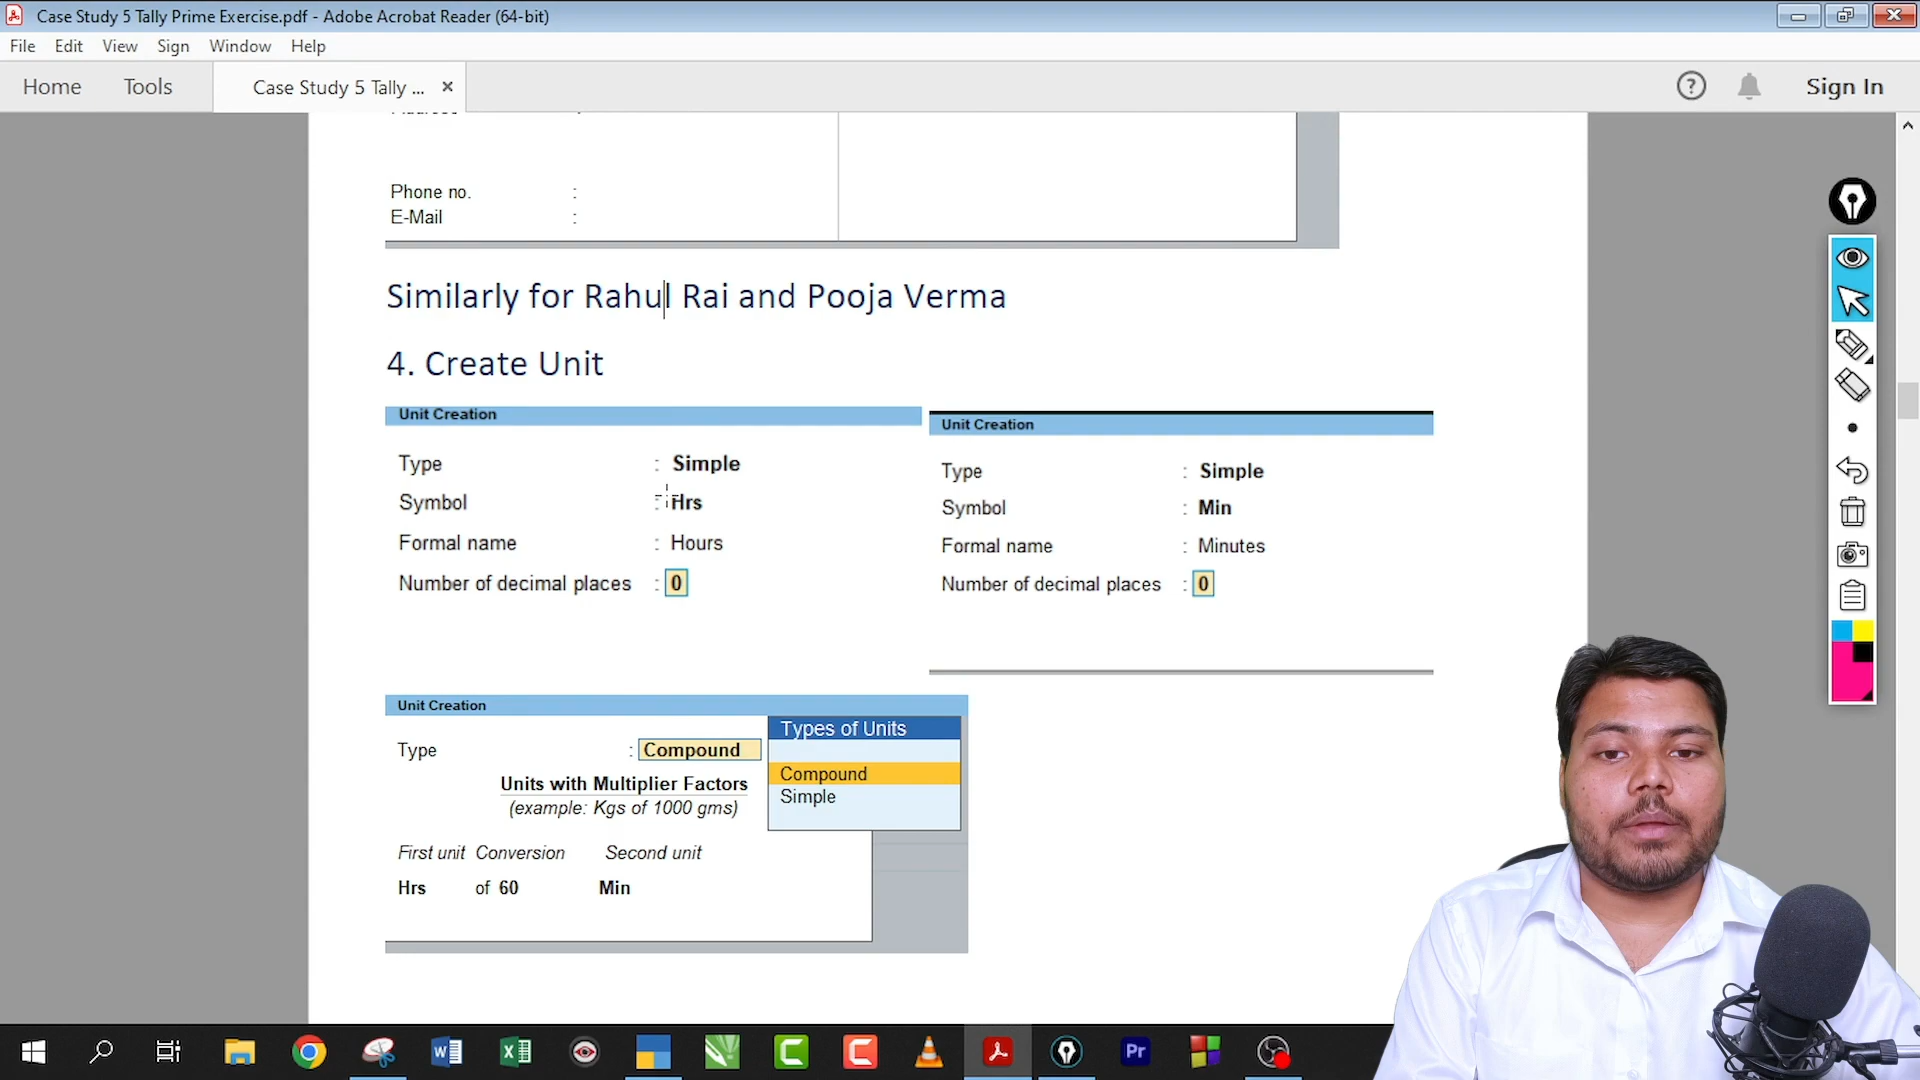 Case Study 5 Tally Prime Exercise.pdf - Adobe Acrobat Reader (64-bit)
File Edit View Sign Window Help
Home Tools Case Study 5 Tally ... × Sign In
Phone no. :
E-Mail :
Similarly for Rahul Rai and Pooja Verma
4. Create Unit
Unit Creation
Type : Simple
Symbol : Hrs
Formal name : Hours
Number of decimal places : 0
Unit Creation
Type : Simple
Symbol : Min
Formal name : Minutes
Number of decimal places : 0
Unit Creation
Type : Compound
Types of Units
Compound
Simple
Units with Multiplier Factors
(example: Kgs of 1000 gms)
First unit Conversion Second unit
Hrs of 60 Min